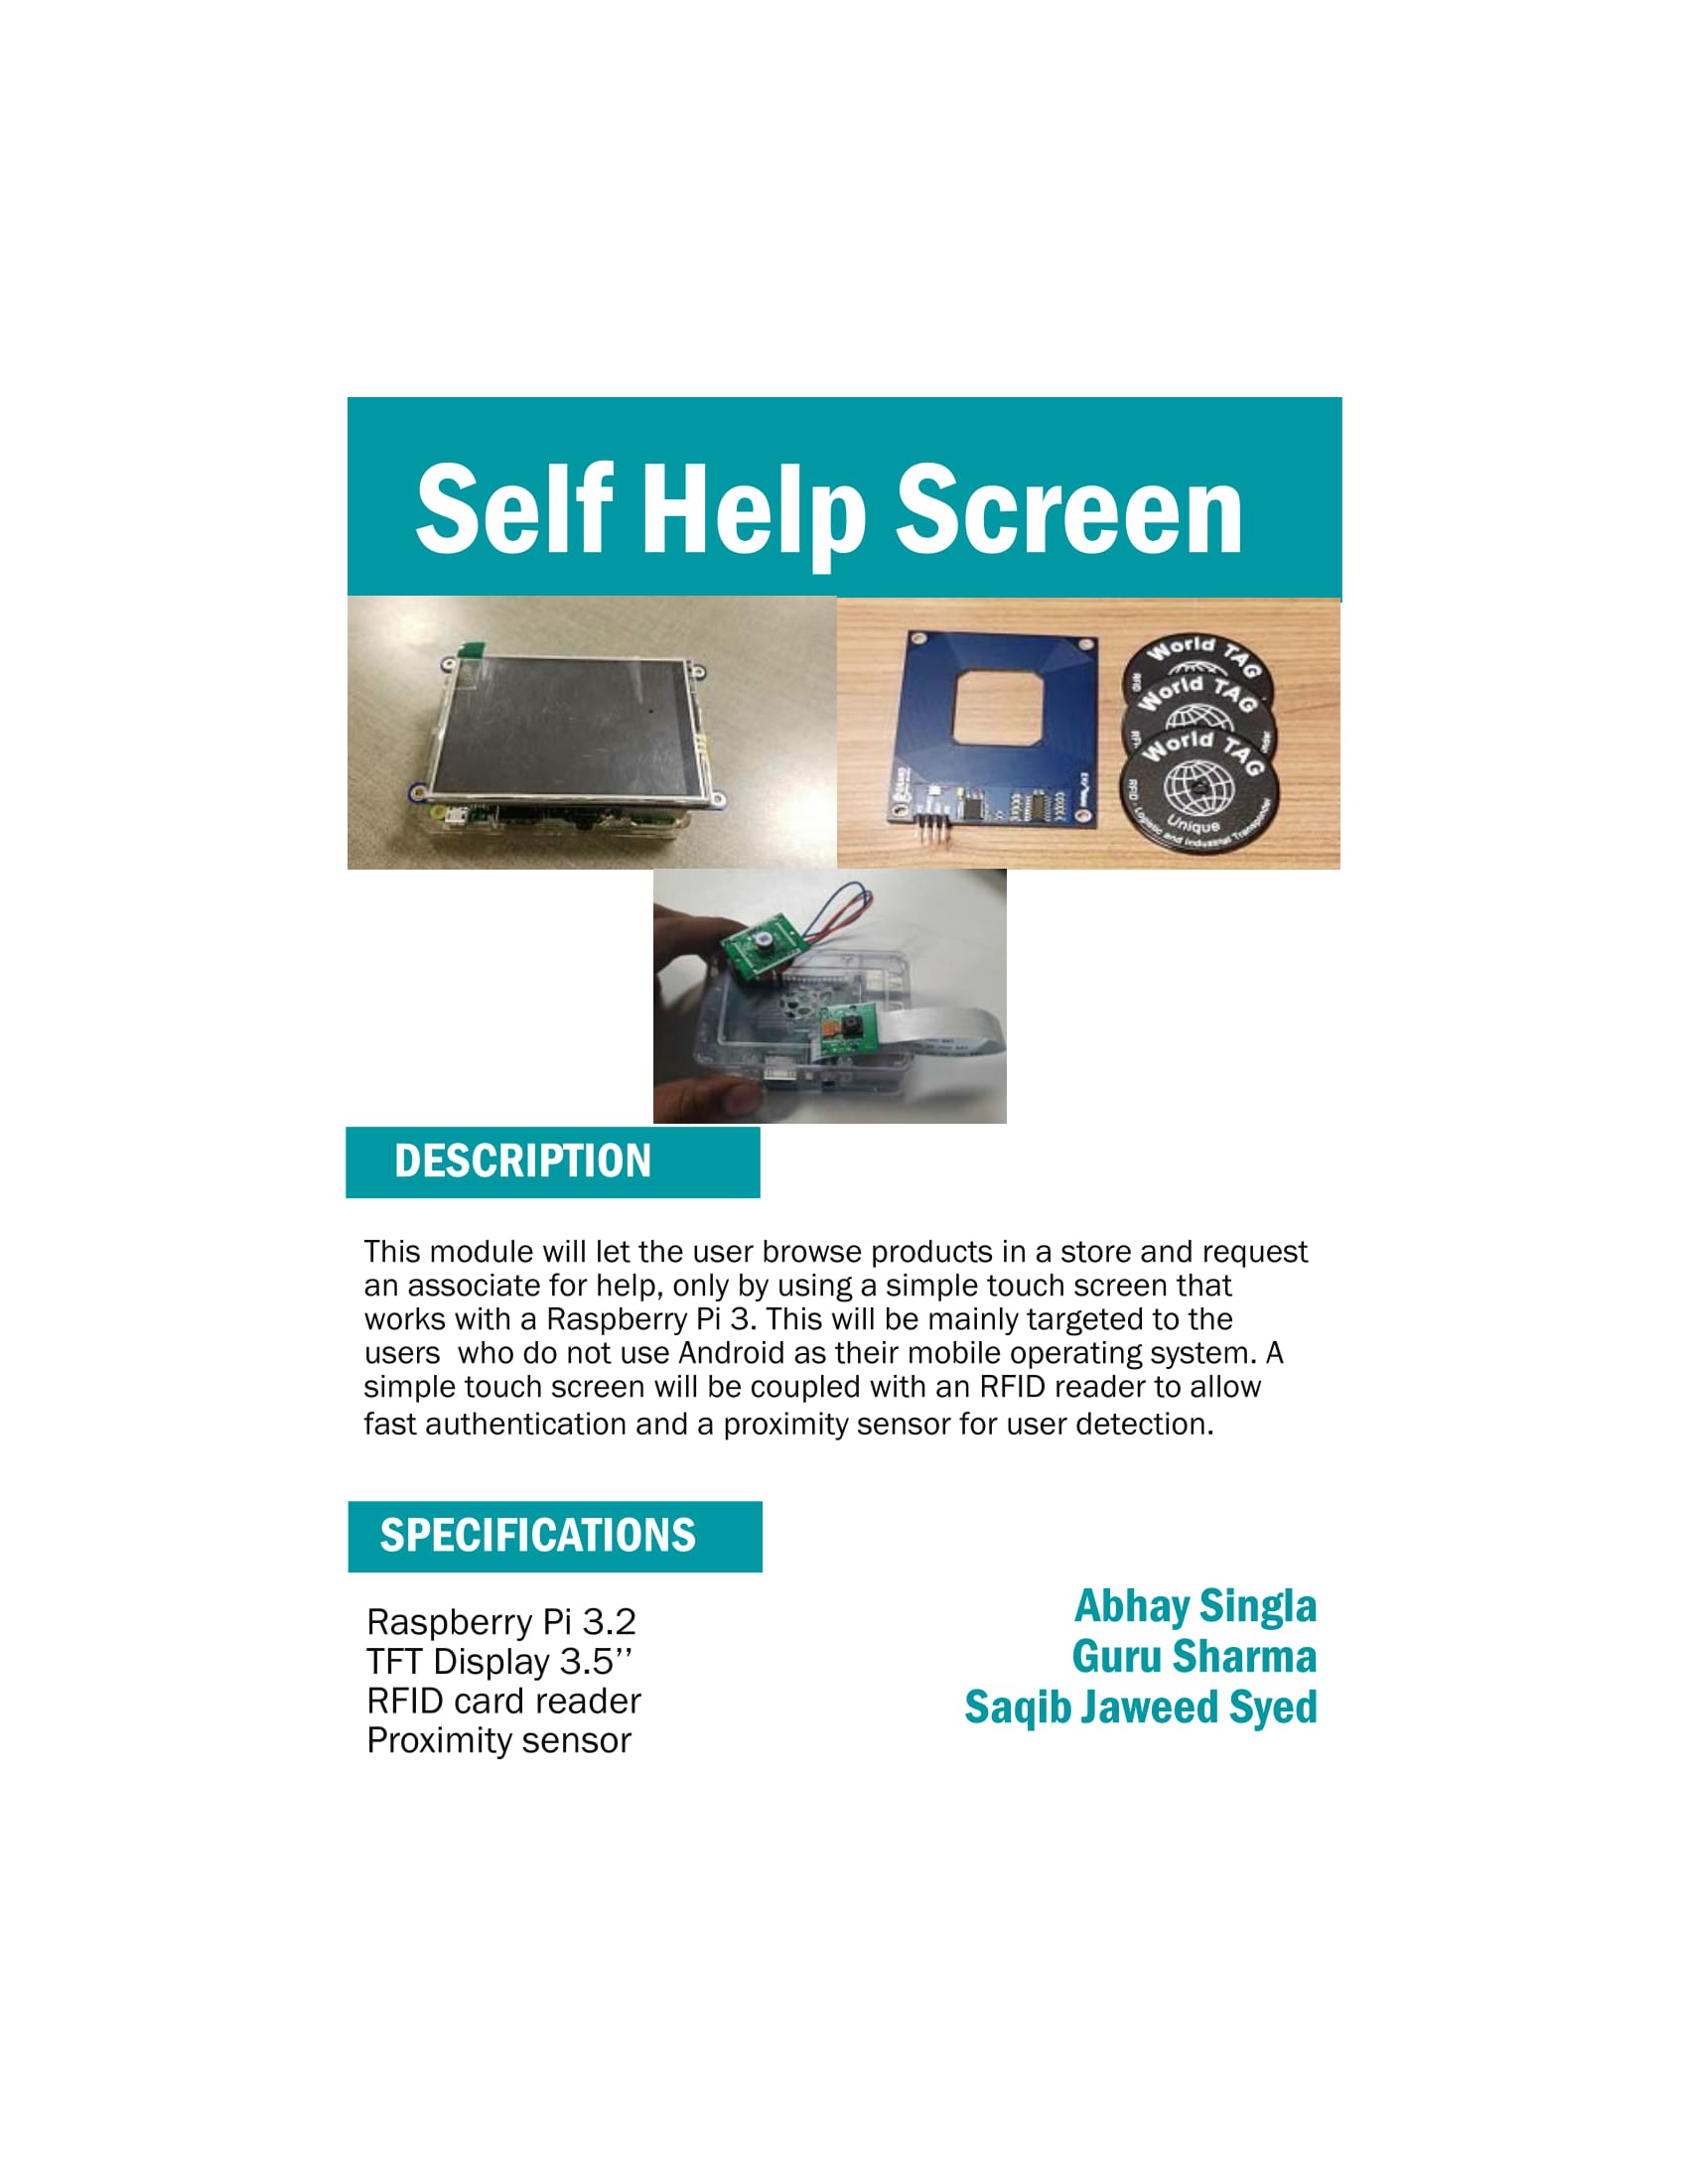 Self Help Screen
World TAG
RFID
World TAG
World TAG
RFID - Logistic and Industrial Transponder
Unique
DESCRIPTION
This module will let the user browse products in a store and request
an associate for help, only by using a simple touch screen that
works with a Raspberry Pi 3. This will be mainly targeted to the
users  who do not use Android as their mobile operating system. A
simple touch screen will be coupled with an RFID reader to allow
fast authentication and a proximity sensor for user detection.
SPECIFICATIONS
Raspberry Pi 3.2
TFT Display 3.5’’
RFID card reader
Proximity sensor
Abhay Singla
Guru Sharma
Saqib Jaweed Syed